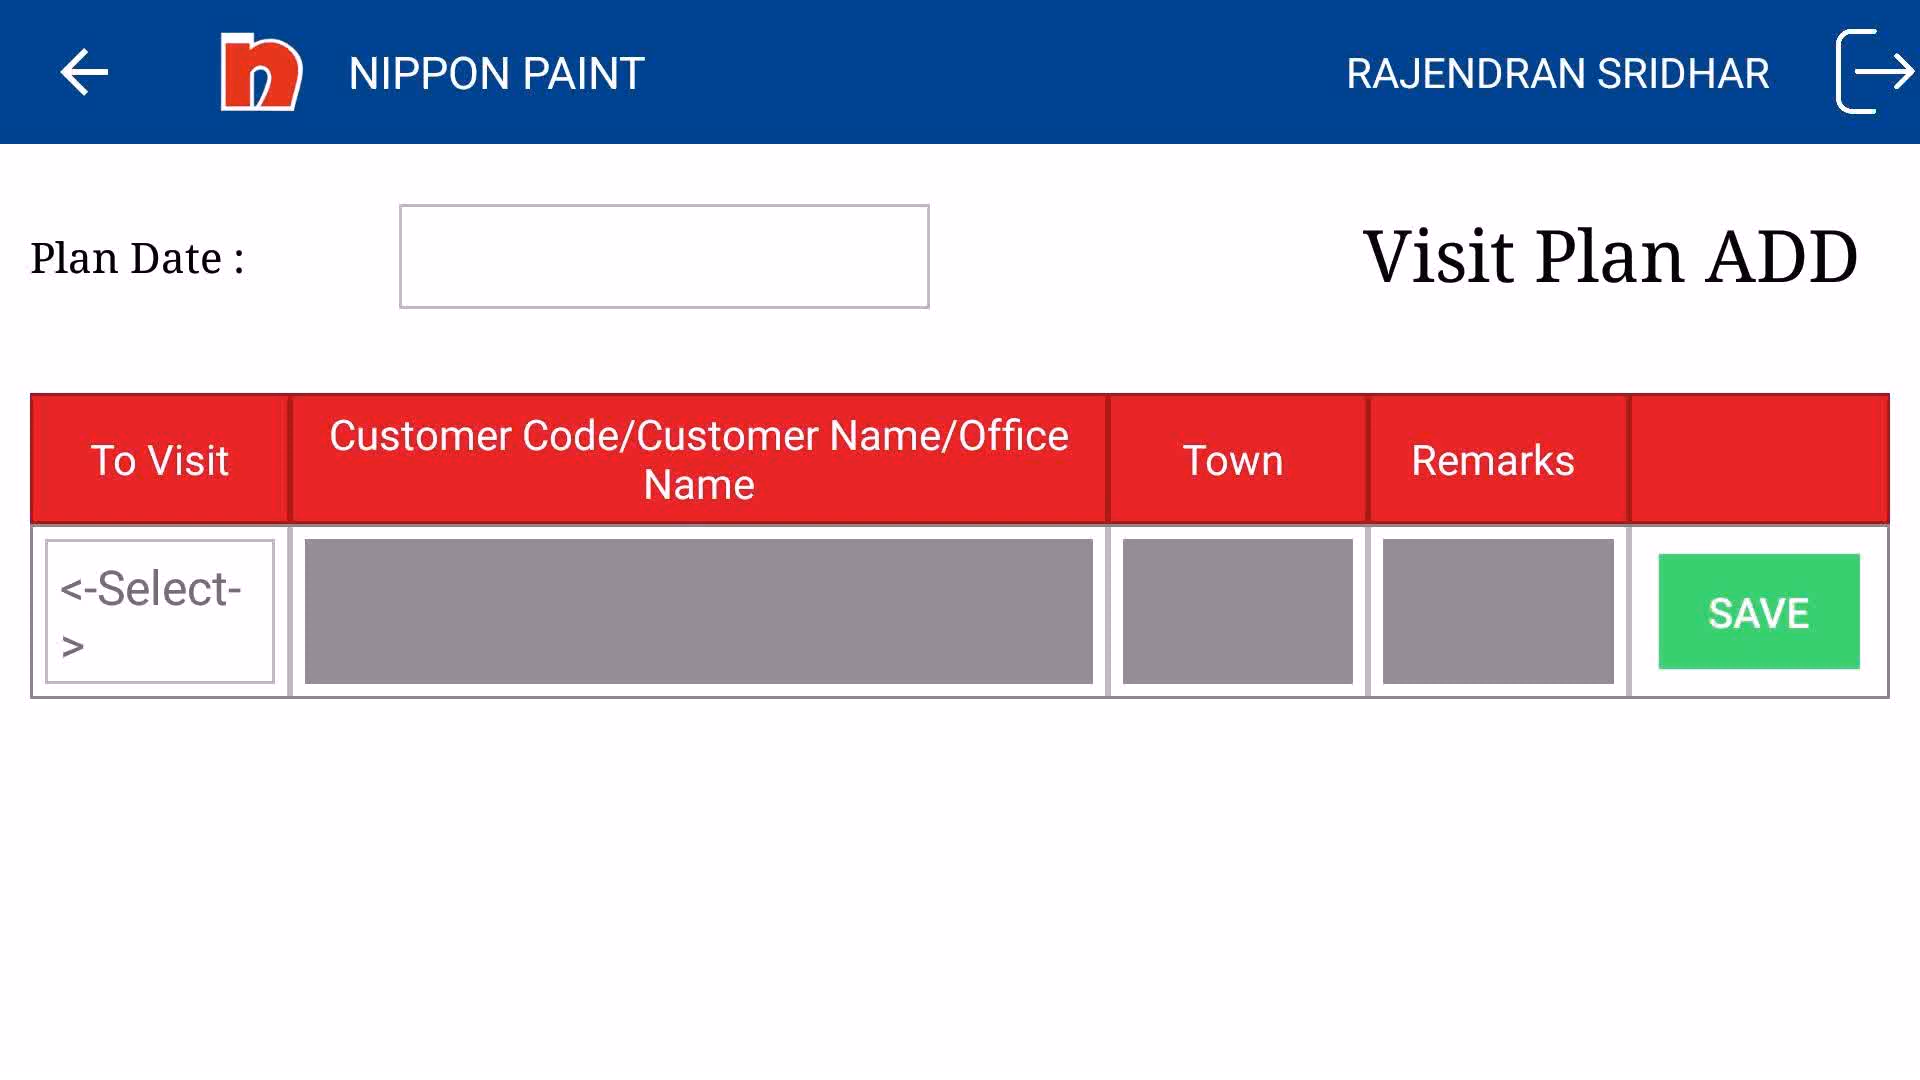 NIPPON PAINT
RAJENDRAN SRIDHAR
Plan Date :
Visit Plan ADD
To Visit
Customer Code/Customer Name/Office
Name
Town
Remarks
<-Select-
>
SAVE